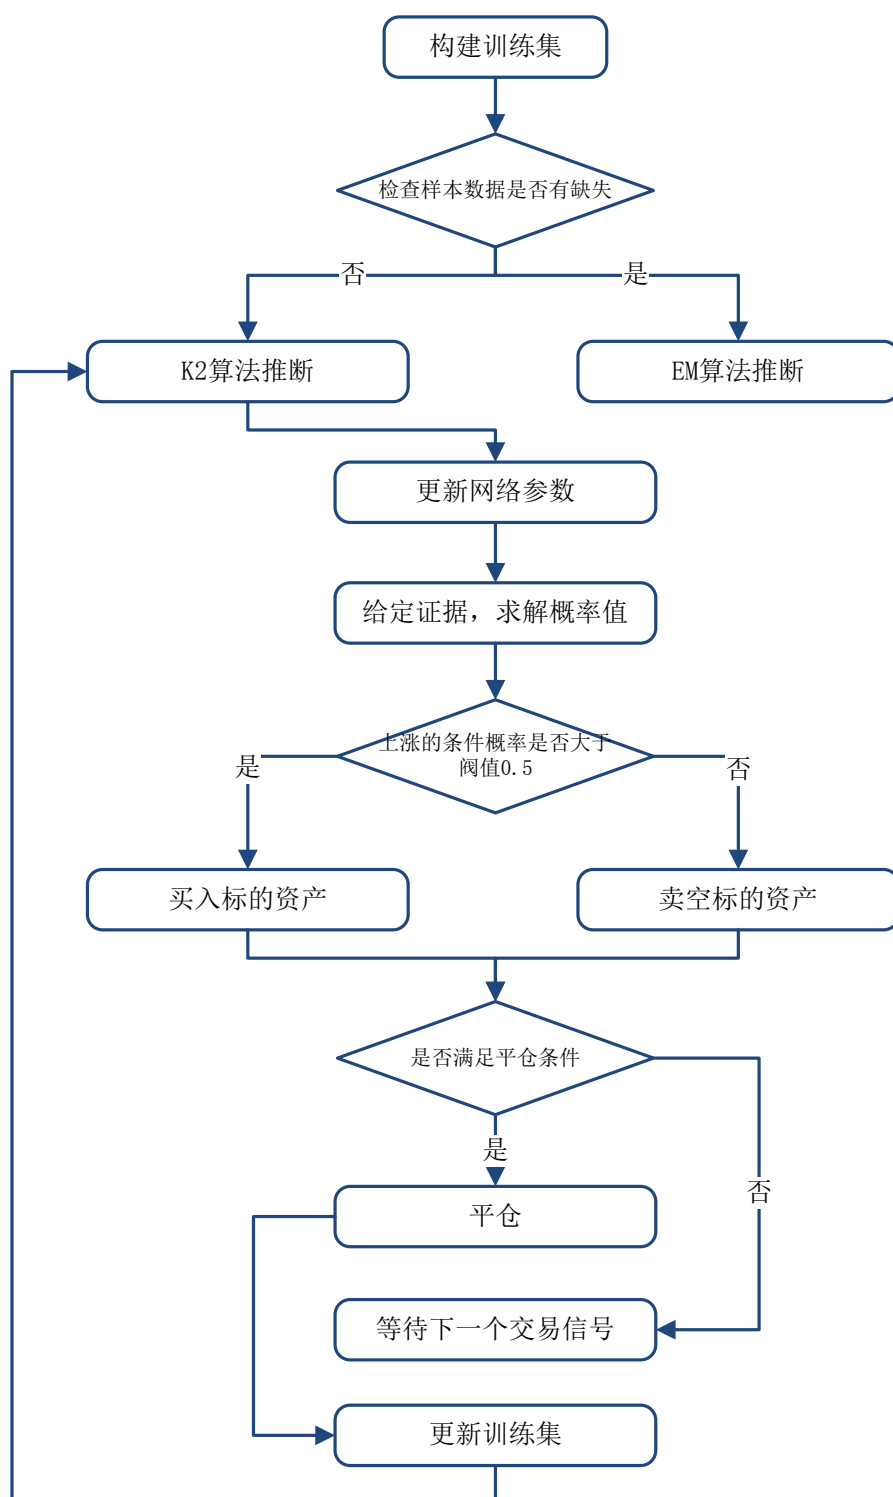 构建训练集
检查样本数据是否有缺失
否
是
K2算法推断
EM算法推断
更新网络参数
给定证据，求解概率值
上涨的条件概率是否大于
阀值0.5
是
否
买入标的资产
卖空标的资产
是否满足平仓条件
是
否
平仓
等待下一个交易信号
更新训练集